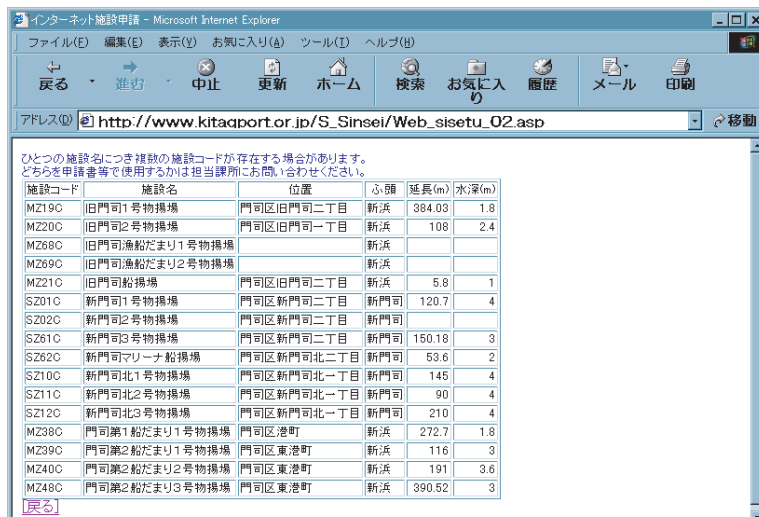 インターネット施設申請 - Microsoft Internet Explorer
ファイル(F) 編集(E) 表示(V) お気に入り(A) ツール(T) ヘルプ(H)
戻る 進む 中止 更新 ホーム 検索 お気に入り 履歴 メール 印刷
アドレス(D) http://www.kitaqport.or.jp/S_Sinsei/Web_sisetu_02.asp 移動
ひとつの施設名につき複数の施設コードが存在する場合があります。
どちらを申請書等で使用するかは担当課所にお問い合わせください。
施設コード 施設名 位置 ふ頭 延長(m) 水深(m)
MZ19C 旧門司1号物揚場 門司区旧門司二丁目 新浜 384.03 1.8
MZ20C 旧門司2号物揚場 門司区旧門司一丁目 新浜 108 2.4
MZ68C 旧門司漁船だまり1号物揚場 新浜
MZ69C 旧門司漁船だまり2号物揚場 新浜
MZ21C 旧門司船揚場 門司区旧門司二丁目 新浜 5.8 1
SZ01C 新門司1号物揚場 門司区新門司二丁目 新門司 120.7 4
SZ02C 新門司2号物揚場 門司区新門司二丁目 新門司
SZ61C 新門司3号物揚場 門司区新門司二丁目 新門司 150.18 3
SZ62C 新門司マリーナ船揚場 門司区新門司北二丁目 新門司 53.6 2
SZ10C 新門司北1号物揚場 門司区新門司北一丁目 新門司 145 4
SZ11C 新門司北2号物揚場 門司区新門司北一丁目 新門司 90 4
SZ12C 新門司北3号物揚場 門司区新門司北一丁目 新門司 210 4
MZ38C 門司第1船だまり1号物揚場 門司区港町 新浜 272.7 1.8
MZ39C 門司第2船だまり1号物揚場 門司区東港町 新浜 116 3
MZ40C 門司第2船だまり2号物揚場 門司区東港町 新浜 191 3.6
MZ48C 門司第2船だまり3号物揚場 門司区東港町 新浜 390.52 3
[戻る]